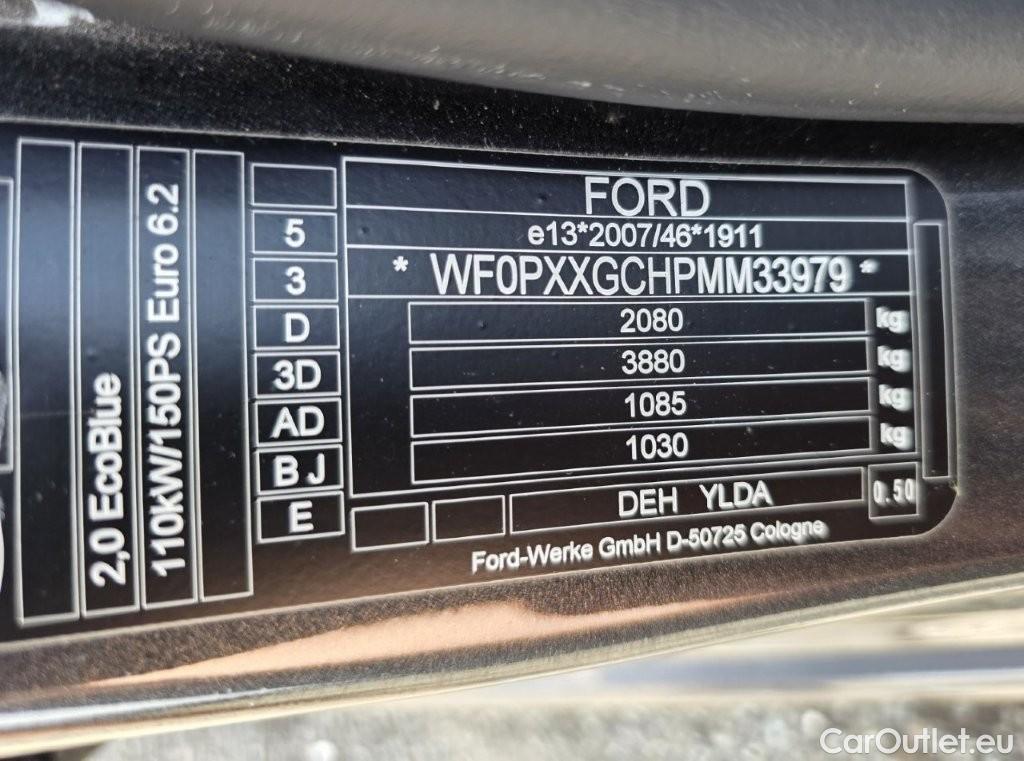 2,0 EcoBlue
110kW/150PS Euro 6.2
5
3
D
3D
AD
B J
E
FORD
e13*2007/46*1911
* WF0PXXGCHPMM33979 *
2080 kg
3880 kg
1085 kg
1030 kg
DEH YLDA 0.50
Ford-Werke GmbH D-50725 Cologne
CarOutlet.eu